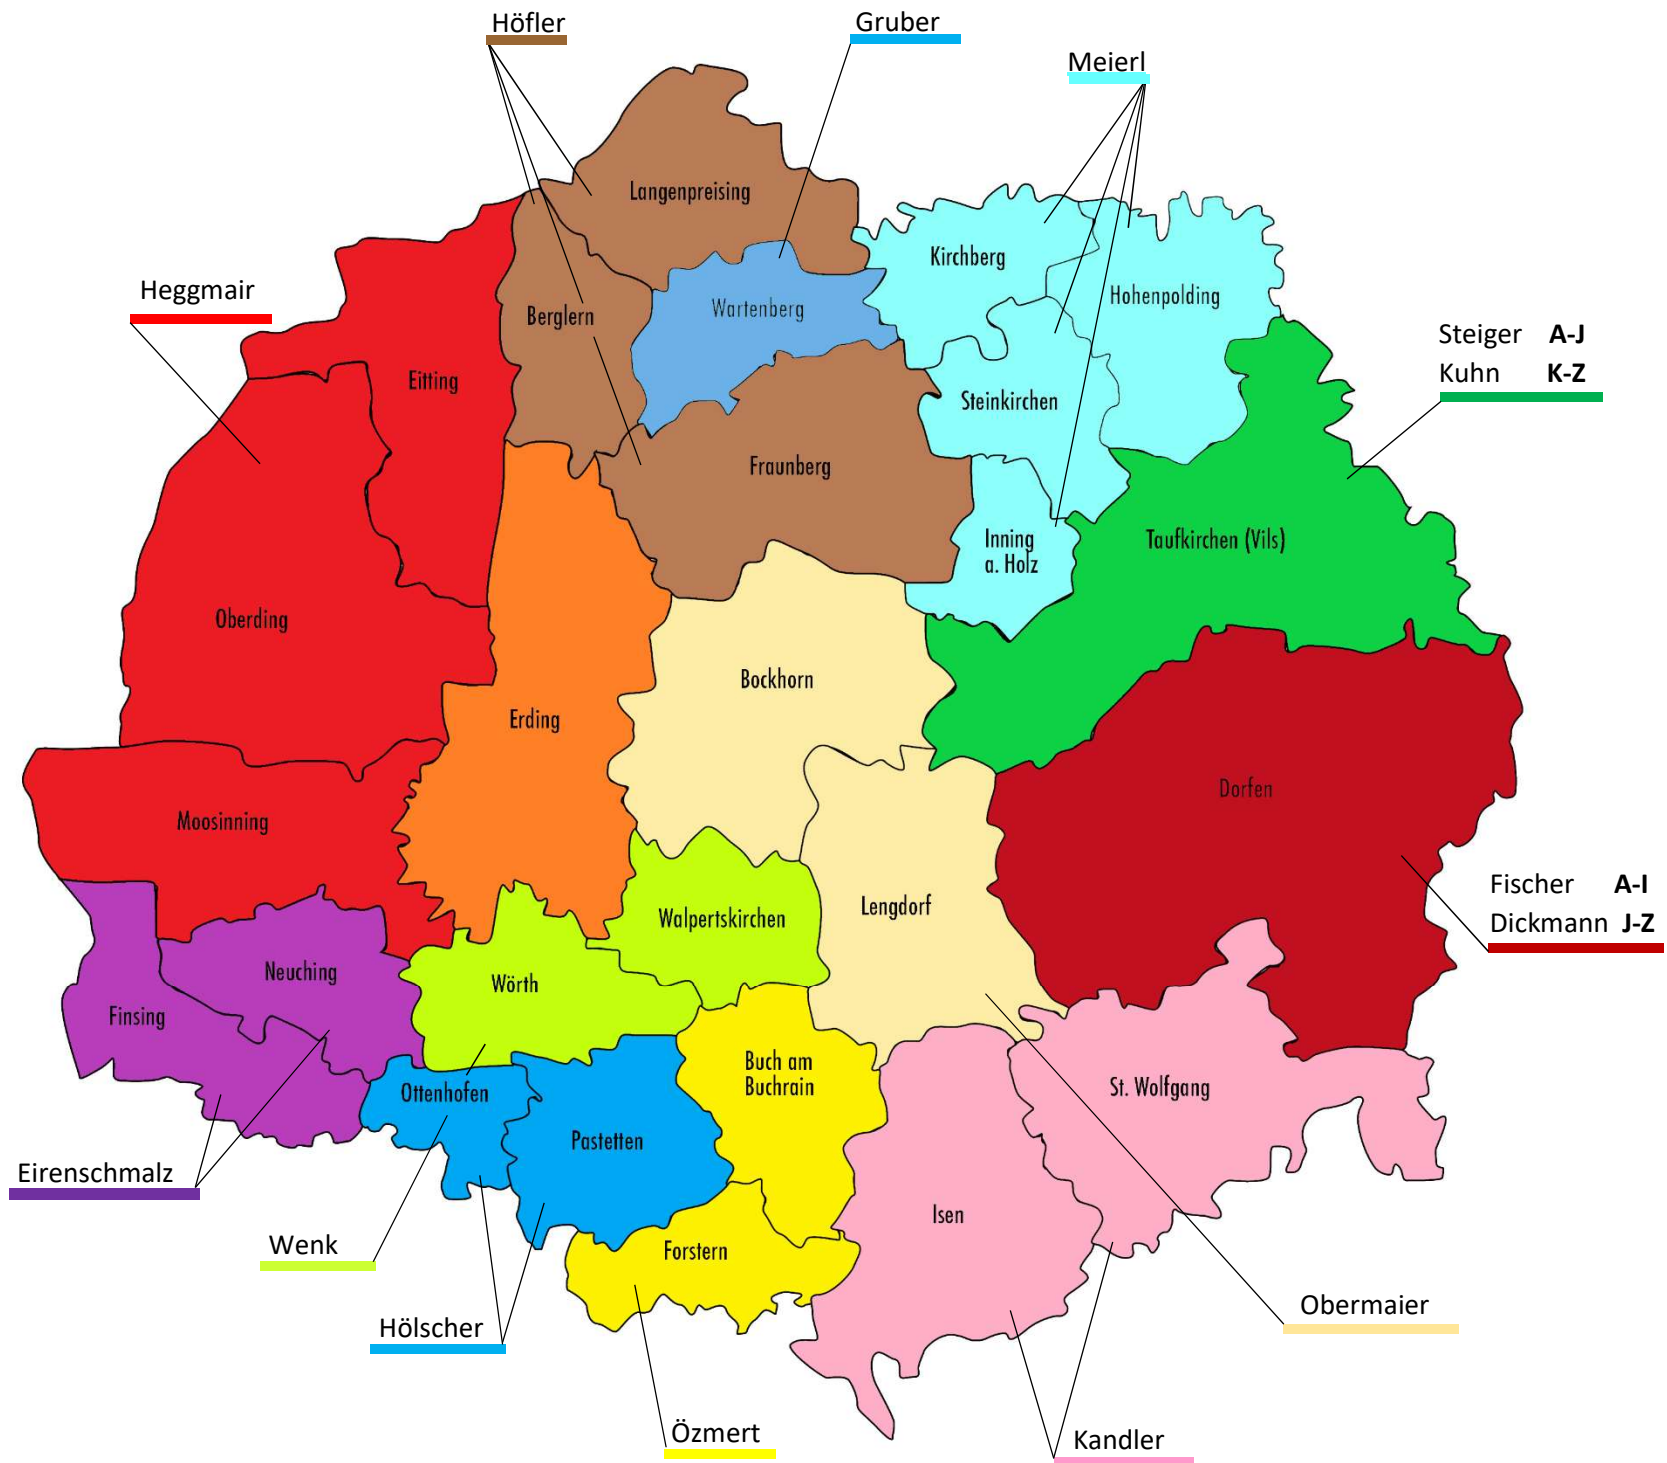 Höfler
Gruber
Meierl
Langenpreising
Kirchberg
Heggmair
Hohenpolding
Wartenberg
Berglern
Steiger A-J
Kuhn K-Z
Eitting
Steinkirchen
Fraunberg
Inning
a. Holz
Taufkirchen (Vils)
Oberding
Bockhorn
Erding
Dorfen
Moosinning
Fischer A-I
Dickmann J-Z
Lengdorf
Walpertskirchen
Neuching
Wörth
Finsing
Buch am
Buchrain
Ottenhofen
St. Wolfgang
Pastetten
Eirenschmalz
Isen
Wenk
Forstern
Obermaier
Hölscher
Özmert
Kandler